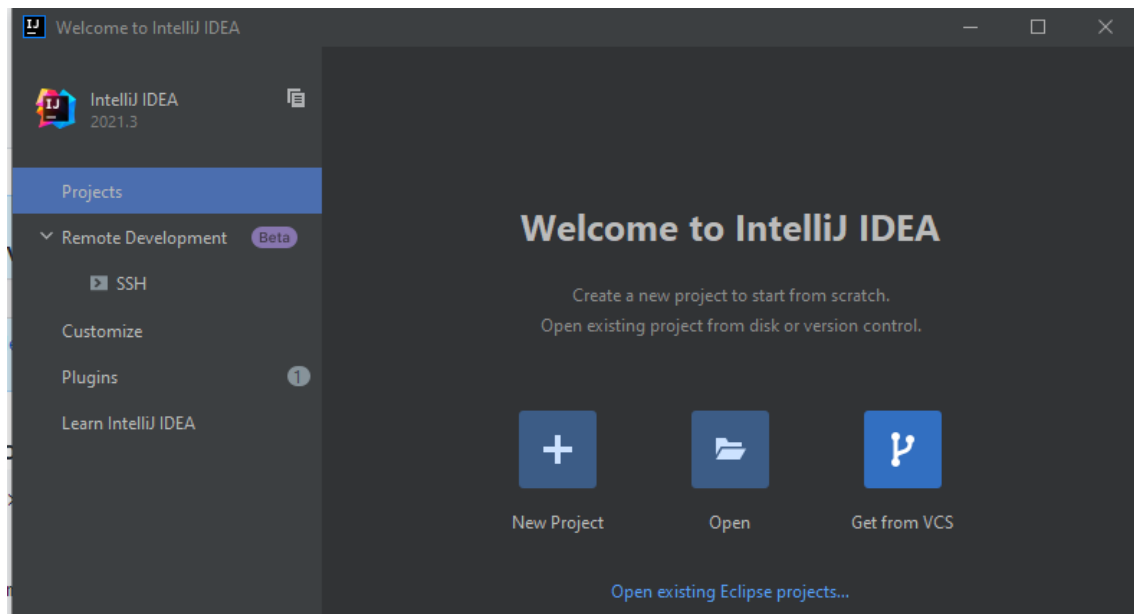 Welcome to IntelliJ IDEA
IntelliJ IDEA
2021.3
Projects
Remote Development Beta
SSH
Customize
Plugins 1
Learn IntelliJ IDEA
Welcome to IntelliJ IDEA
Create a new project to start from scratch.
Open existing project from disk or version control.
New Project Open Get from VCS
Open existing Eclipse projects...